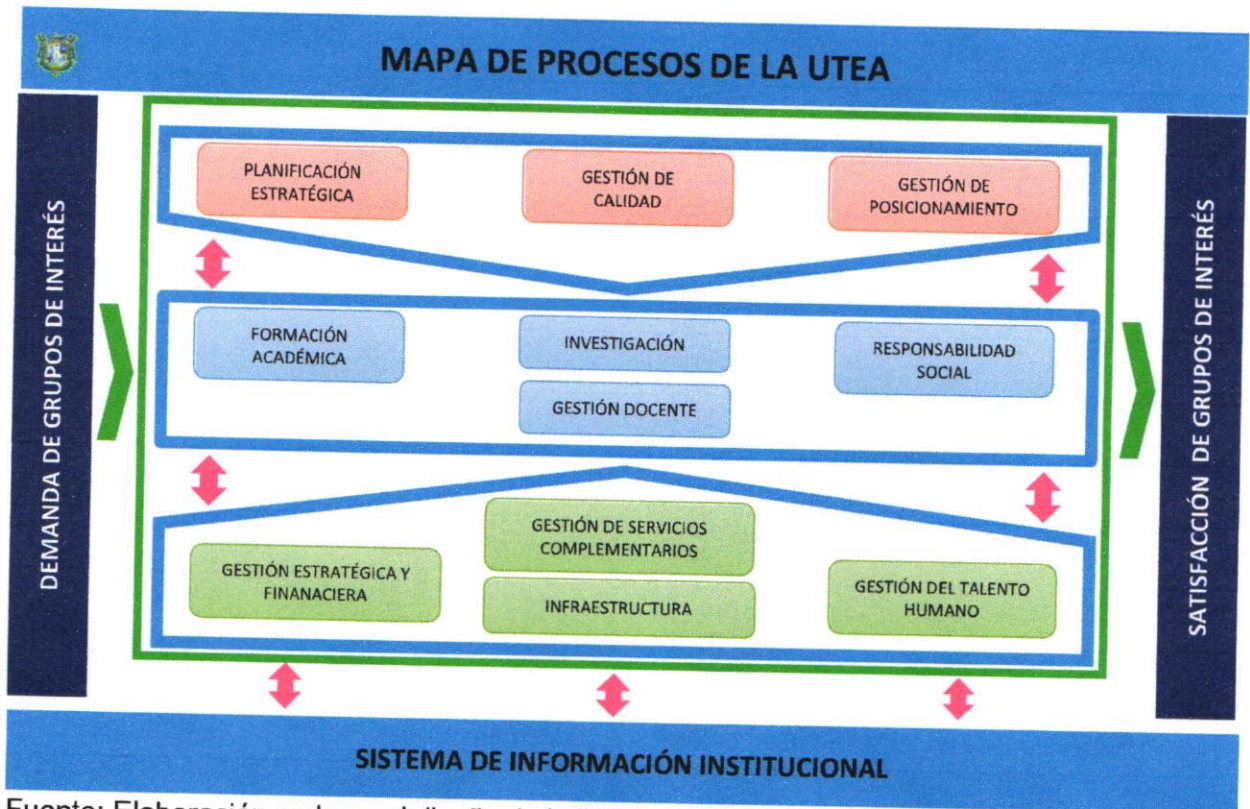 MAPA DE PROCESOS DE LA UTEA
DEMANDA DE GRUPOS DE INTERÉS
PLANIFICACIÓN
ESTRATÉGICA
GESTIÓN DE
CALIDAD
GESTIÓN DE
POSICIONAMIENTO
FORMACIÓN
ACADÉMICA
INVESTIGACIÓN
GESTIÓN DOCENTE
RESPONSABILIDAD
SOCIAL
GESTIÓN ESTRATÉGICA Y
FINANACIERA
GESTIÓN DE SERVICIOS
COMPLEMENTARIOS
INFRAESTRUCTURA
GESTIÓN DEL TALENTO
HUMANO
SATISFACCIÓN DE GRUPOS DE INTERÉS
SISTEMA DE INFORMACIÓN INSTITUCIONAL
Fuente: Elaboración